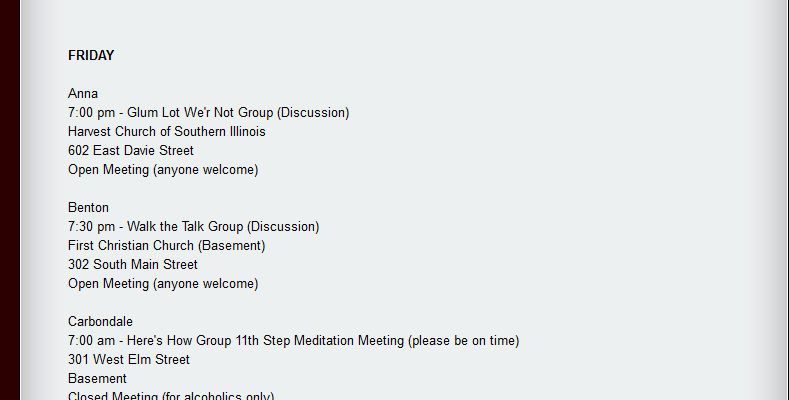 FRIDAY
Anna
7:00 pm - Glum Lot We'r Not Group (Discussion)
Harvest Church of Southern Illinois
602 East Davie Street
Open Meeting (anyone welcome)
Benton
7:30 pm - Walk the Talk Group (Discussion)
First Christian Church (Basement)
302 South Main Street
Open Meeting (anyone welcome)
Carbondale
7:00 am - Here's How Group 11th Step Meditation Meeting (please be on time)
301 West Elm Street
Basement
Closed Meeting (for alcoholics only)